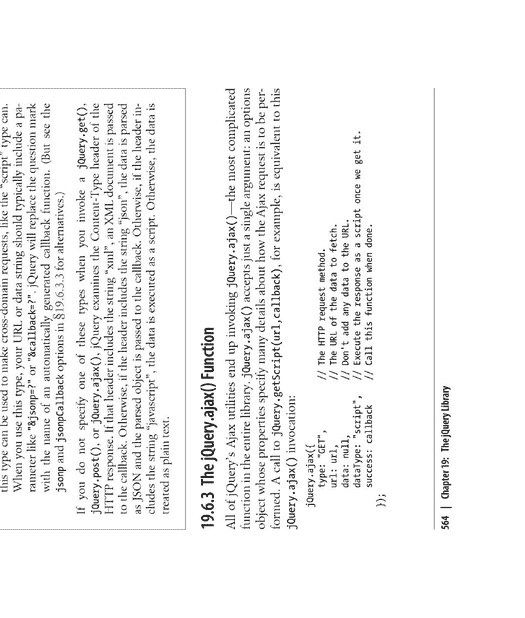 this type can be used to make cross-domain requests, like the “script” type can.
When you use this type, your URL or data string should typically include a pa-
rameter like "&jsonp=?" or "&callback=?". jQuery will replace the question mark
with the name of an automatically generated callback function. (But see the
jsonp and jsonpCallback options in §19.6.3.3 for alternatives.)
If you do not specify one of these types when you invoke a jQuery.get(),
jQuery.post(), or jQuery.ajax(), jQuery examines the Content-Type header of the
HTTP response. If that header includes the string “xml”, an XML document is passed
to the callback. Otherwise, if the header includes the string “json”, the data is parsed
as JSON and the parsed object is passed to the callback. Otherwise, if the header in-
cludes the string “javascript”, the data is executed as a script. Otherwise, the data is
treated as plain text.
19.6.3 The jQuery.ajax() Function
All of jQuery’s Ajax utilities end up invoking jQuery.ajax()—the most complicated
function in the entire library. jQuery.ajax() accepts just a single argument: an options
object whose properties specify many details about how the Ajax request is to be per-
formed. A call to jQuery.getScript(url,callback), for example, is equivalent to this
jQuery.ajax() invocation:
jQuery.ajax({
type: "GET", // The HTTP request method.
url: url, // The URL of the data to fetch.
data: null, // Don't add any data to the URL.
dataType: "script", // Execute the response as a script once we get it.
success: callback // Call this function when done.
});
564 | Chapter 19: The jQuery Library